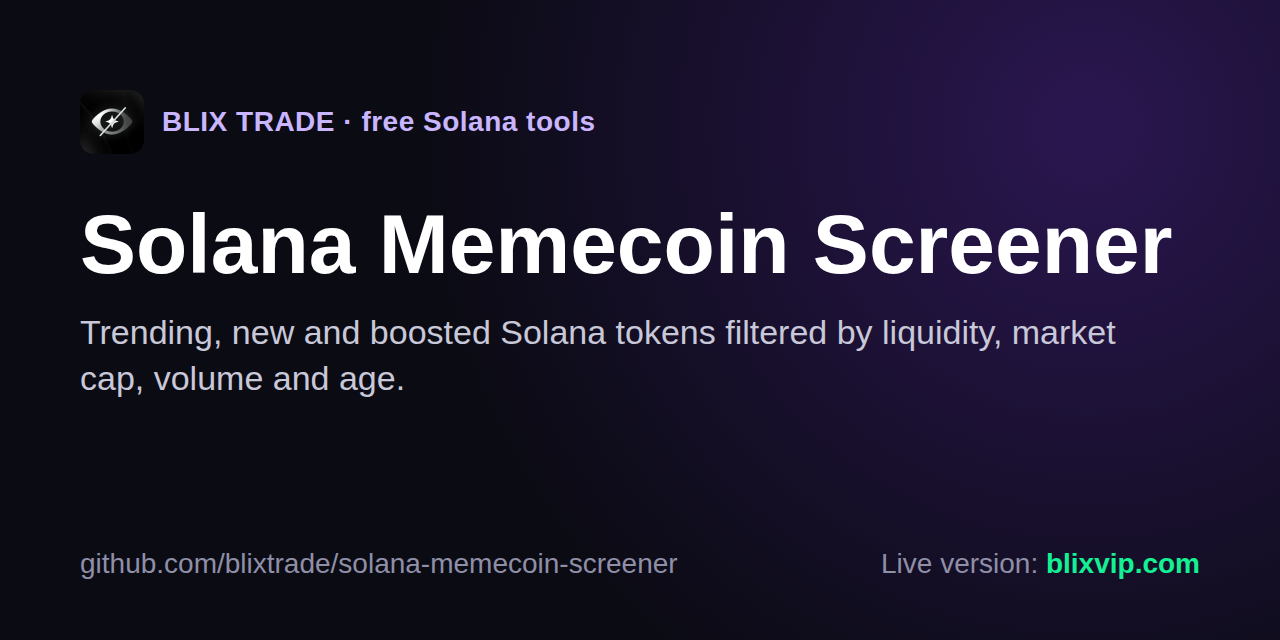 BLIX TRADE · free Solana tools
Solana Memecoin Screener
Trending, new and boosted Solana tokens filtered by liquidity, market
cap, volume and age.
github.com/blixtrade/solana-memecoin-screener
Live version: blixvip.com